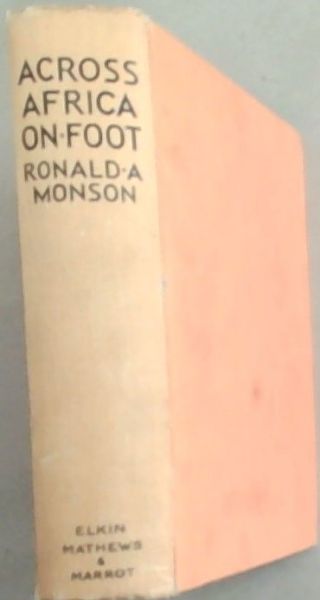 ACROSS
AFRICA
ON·FOOT
RONALD·A
MONSON
ELKIN
MATHEWS
&
MARROT